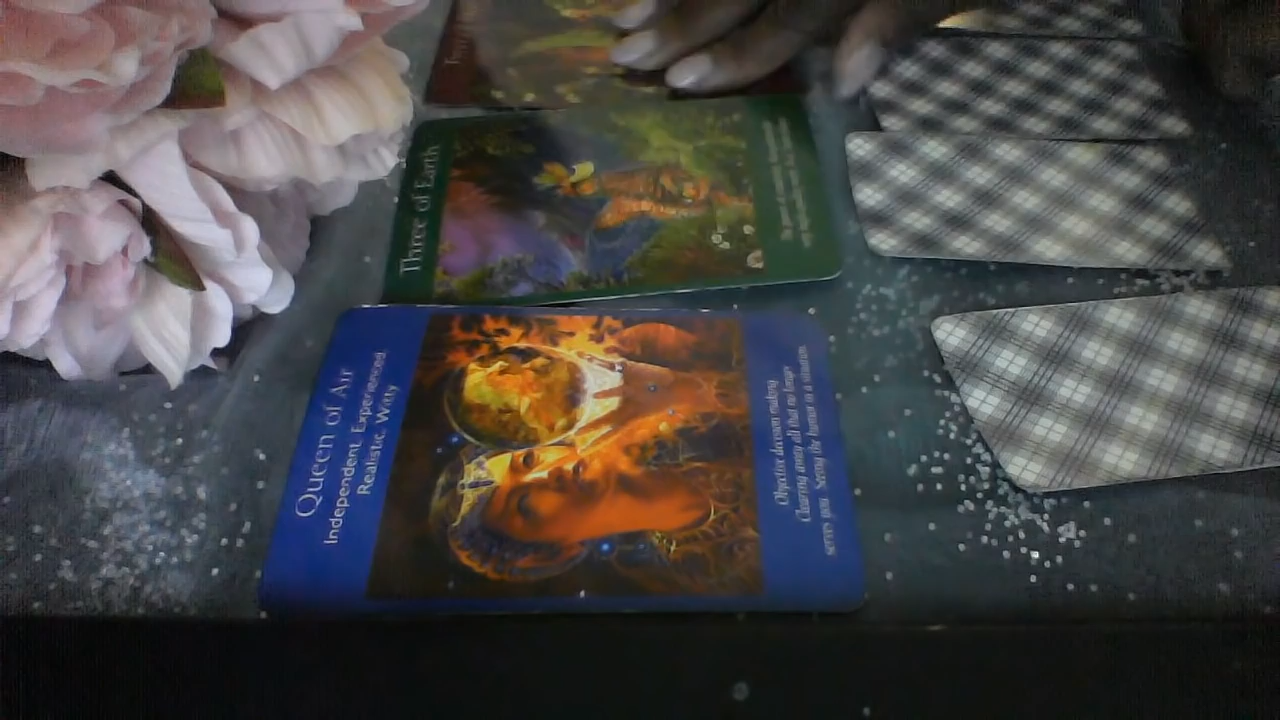 Three of Earth
Queen of Air
Independent. Experienced.
Realistic. Witty
Objective decision making
Clearing away all that no longer
serves you. Seeing the humor in a situation.